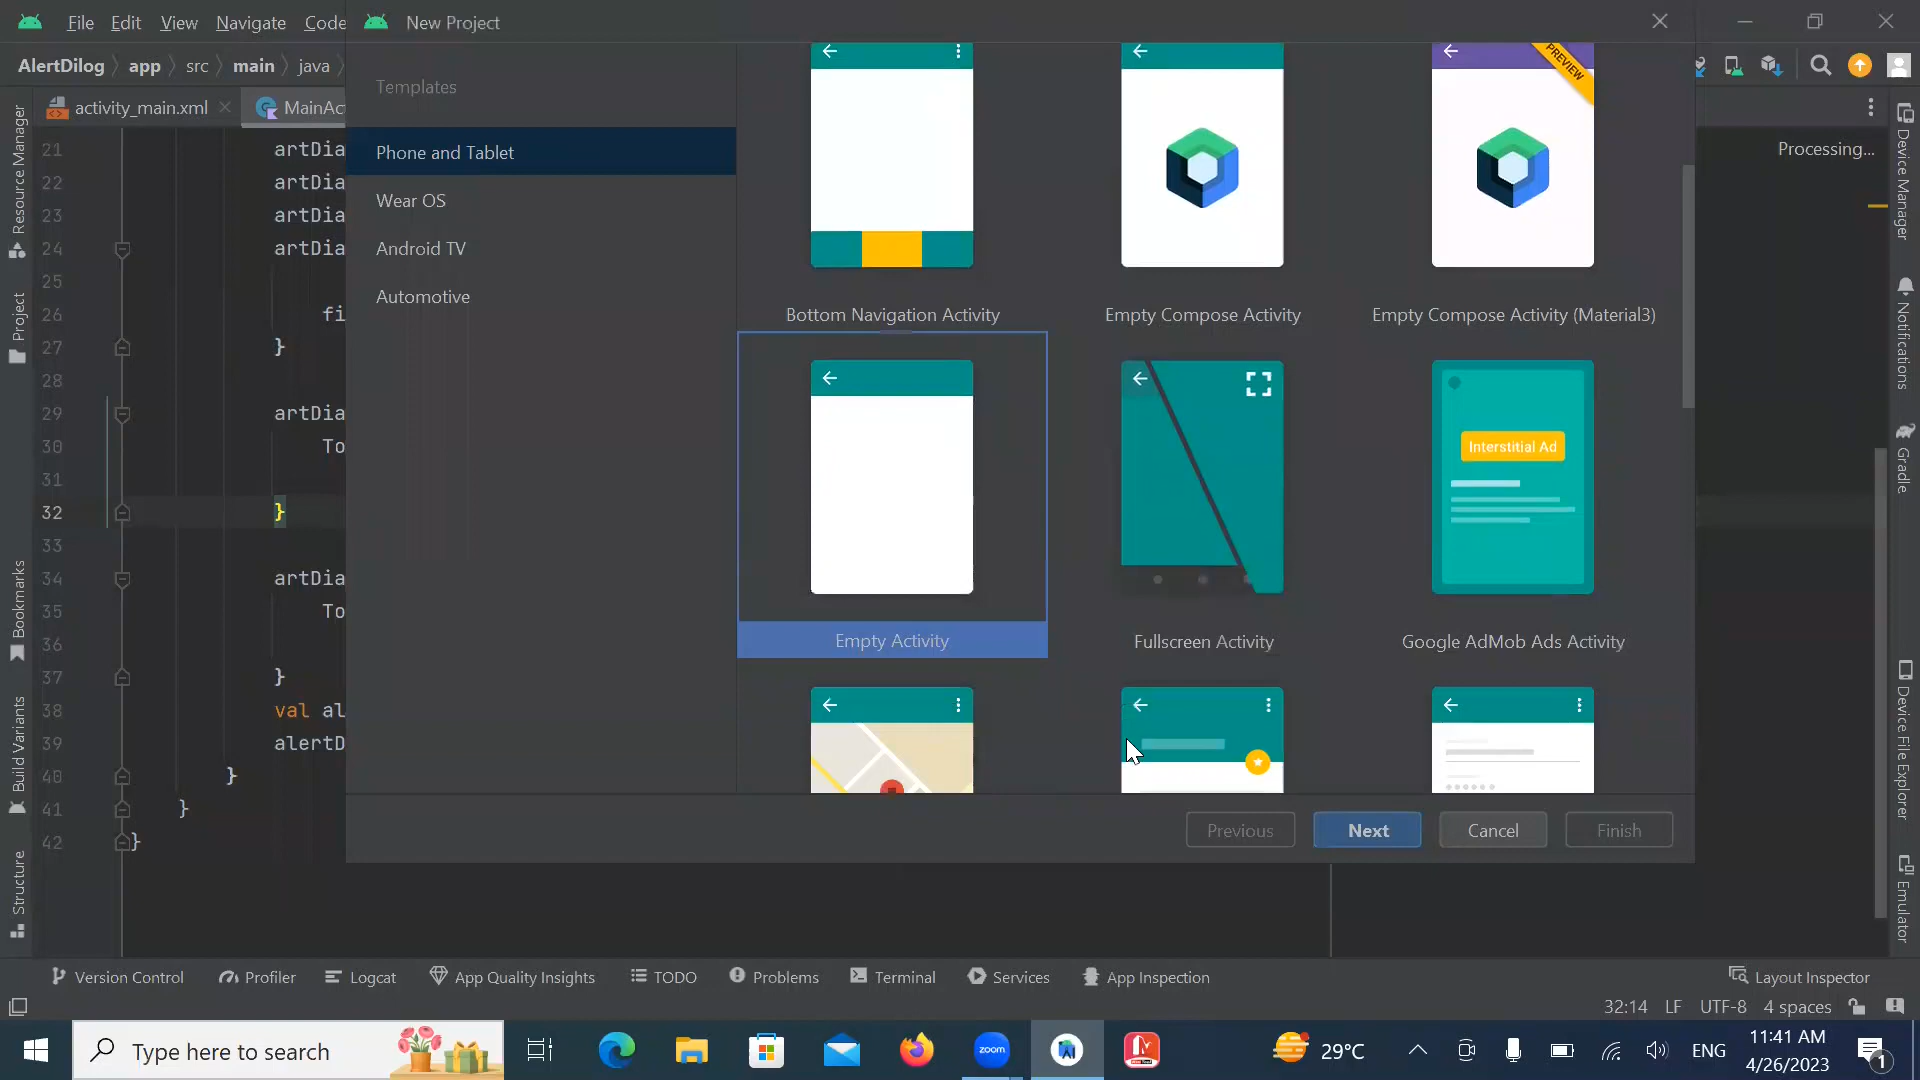 File Edit View Navigate Code
New Project
AlertDilog app src main java
activity_main.xml
MainAct
Processing...
Templates
Phone and Tablet
Wear OS
Android TV
Automotive
PREVIEW
Bottom Navigation Activity
Empty Compose Activity
Empty Compose Activity (Material3)
Interstitial Ad
Empty Activity
Fullscreen Activity
Google AdMob Ads Activity
Previous Next Cancel Finish
21 artDia
22 artDia
23 artDia
24 artDia
25
26 fi
27 }
28
29 artDia
30 To
31
32 }
33
34 artDia
35 To
36
37 }
38 val al
39 alertD
40 }
41 }
42 }
Resource Manager
Project
Bookmarks
Build Variants
Structure
Device Manager
Notifications
Gradle
Device File Explorer
Emulator
Version Control Profiler Logcat App Quality Insights TODO Problems Terminal Services App Inspection Layout Inspector
32:14 LF UTF-8 4 spaces
Type here to search
zoom
29°C
ENG
11:41 AM
4/26/2023
1